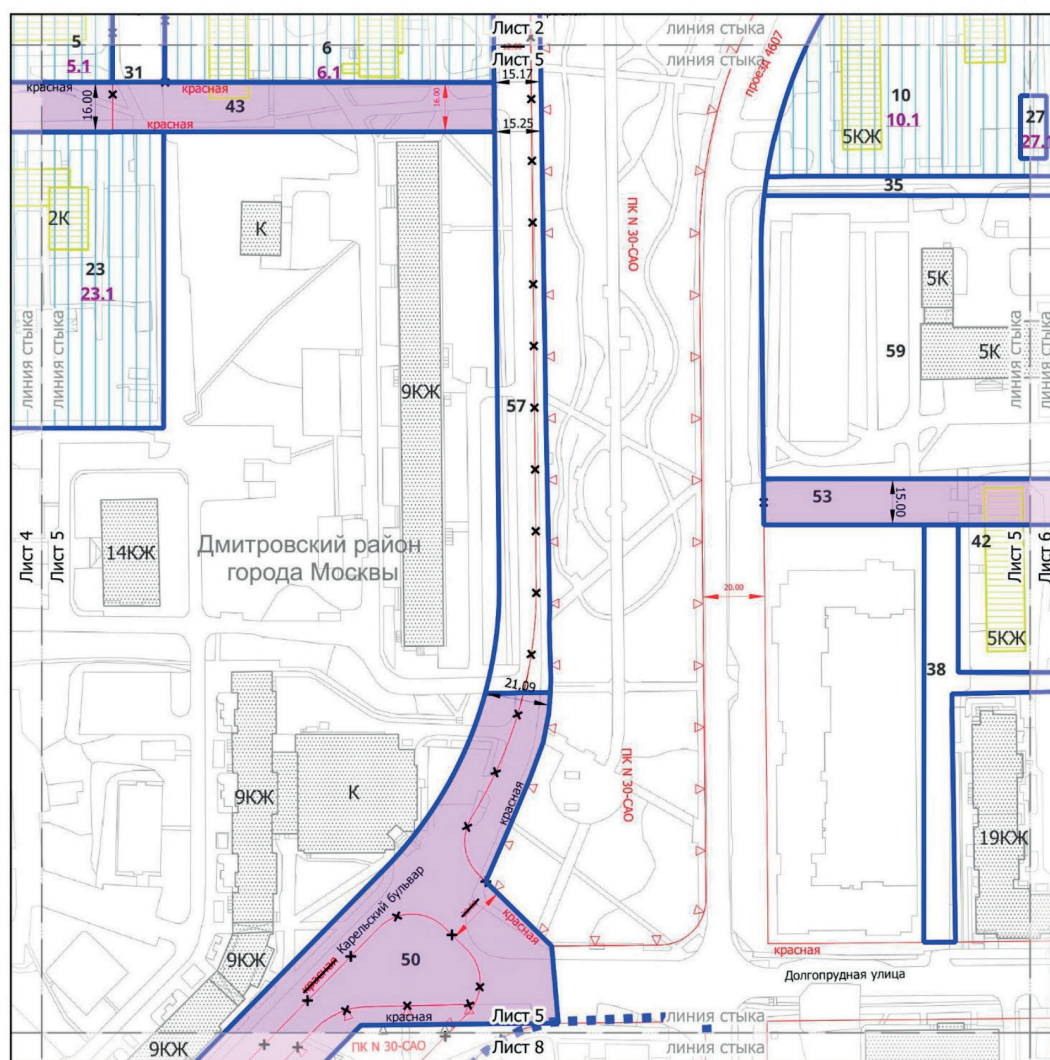 Лист 2
линия стыка
Лист 5
линия стыка
5
5.1
31
6
6.1
красная
красная
43
красная
16.00
16.00
15.17
15.25
проезд 4607
10
10.1
5КЖ
27
27.1
35
2К
К
23
23.1
ПК N 30-САО
5К
5К
59
линия стыка
линия стыка
линия стыка
линия стыка
9КЖ
57
53
15.00
Лист 4
Лист 5
14КЖ
Дмитровский район
города Москвы
42
Лист 5
Лист 6
20.00
5КЖ
38
21,09
ПК N 30-САО
красная
9КЖ
К
19КЖ
Карельский бульвар
красная
красная
9КЖ
50
красная
Долгопрудная улица
красная
Лист 5
линия стыка
9КЖ
ПК N 30-САО
Лист 8
линия стыка